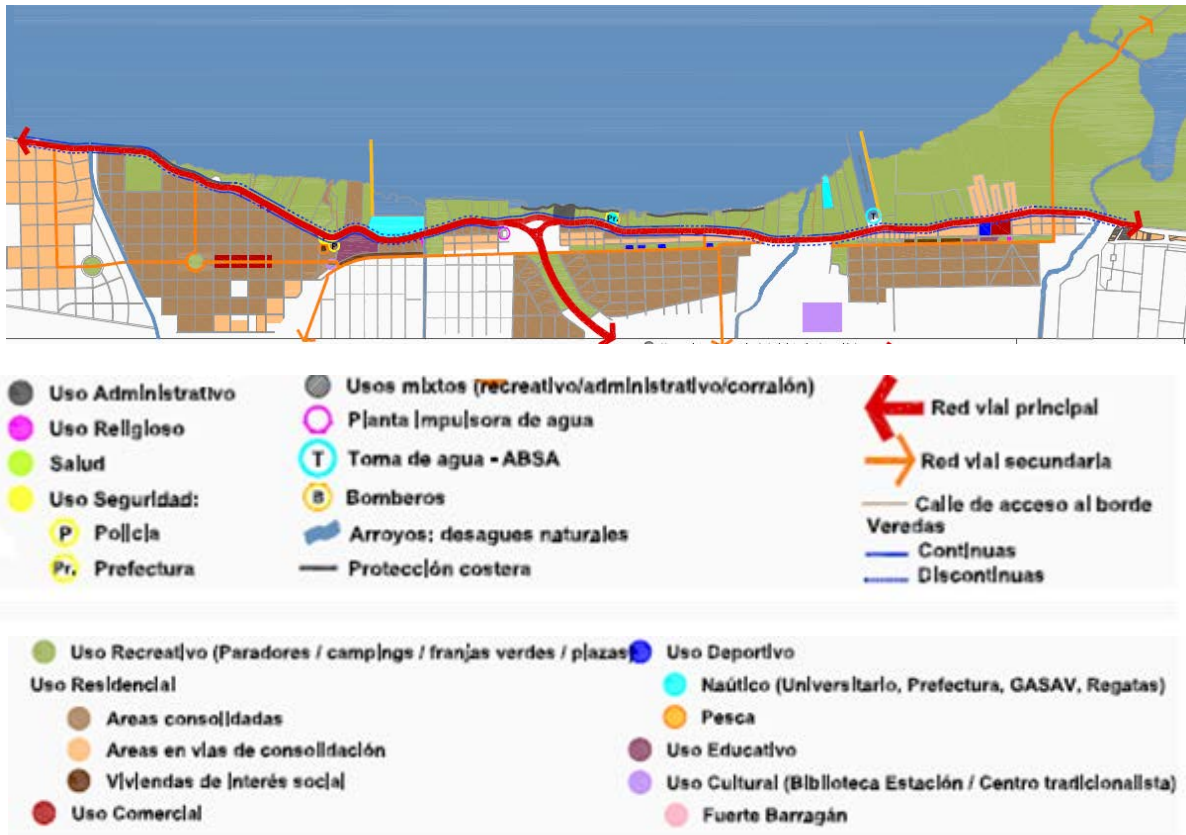 P
Pr.
T
Uso Administrativo
Uso Religioso
Salud
Uso Seguridad:
P Policia
Pr. Prefectura
Usos mixtos (recreativo/administrativo/corralón)
Planta Impulsora de agua
T Toma de agua - ABSA
B Bomberos
Arroyos; desagues naturales
Protección costera
Red vial principal
Red vial secundaria
Calle de acceso al borde
Veredas
Continuas
Discontinuas
Uso Recreativo (Paradores / campings / franjas verdes / plazas
Uso Residencial
Areas consolidadas
Areas en vias de consolidación
Viviendas de interés social
Uso Comercial
Uso Deportivo
Naútico (Universitario, Prefectura, GASAV, Regatas)
Pesca
Uso Educativo
Uso Cultural (Biblioteca Estación / Centro tradicionalista)
Fuerte Barragán